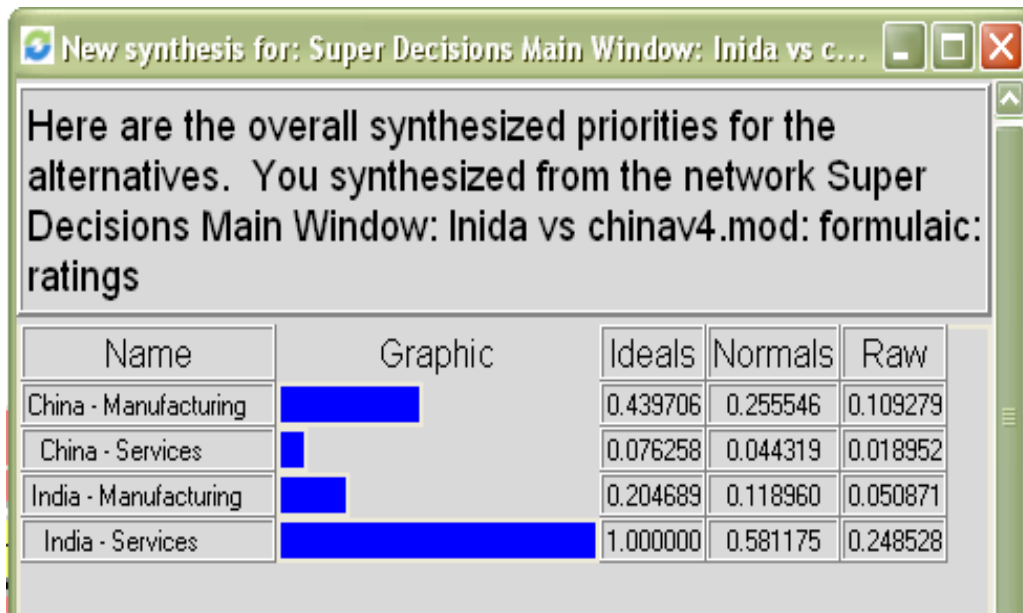 New synthesis for: Super Decisions Main Window: Inida vs c...
Here are the overall synthesized priorities for the
alternatives. You synthesized from the network Super
Decisions Main Window: Inida vs chinav4.mod: formulaic:
ratings
Name Graphic Ideals Normals Raw
China - Manufacturing 0.439706 0.255546 0.109279
China - Services 0.076258 0.044319 0.018952
India - Manufacturing 0.204689 0.118960 0.050871
India - Services 1.000000 0.581175 0.248528